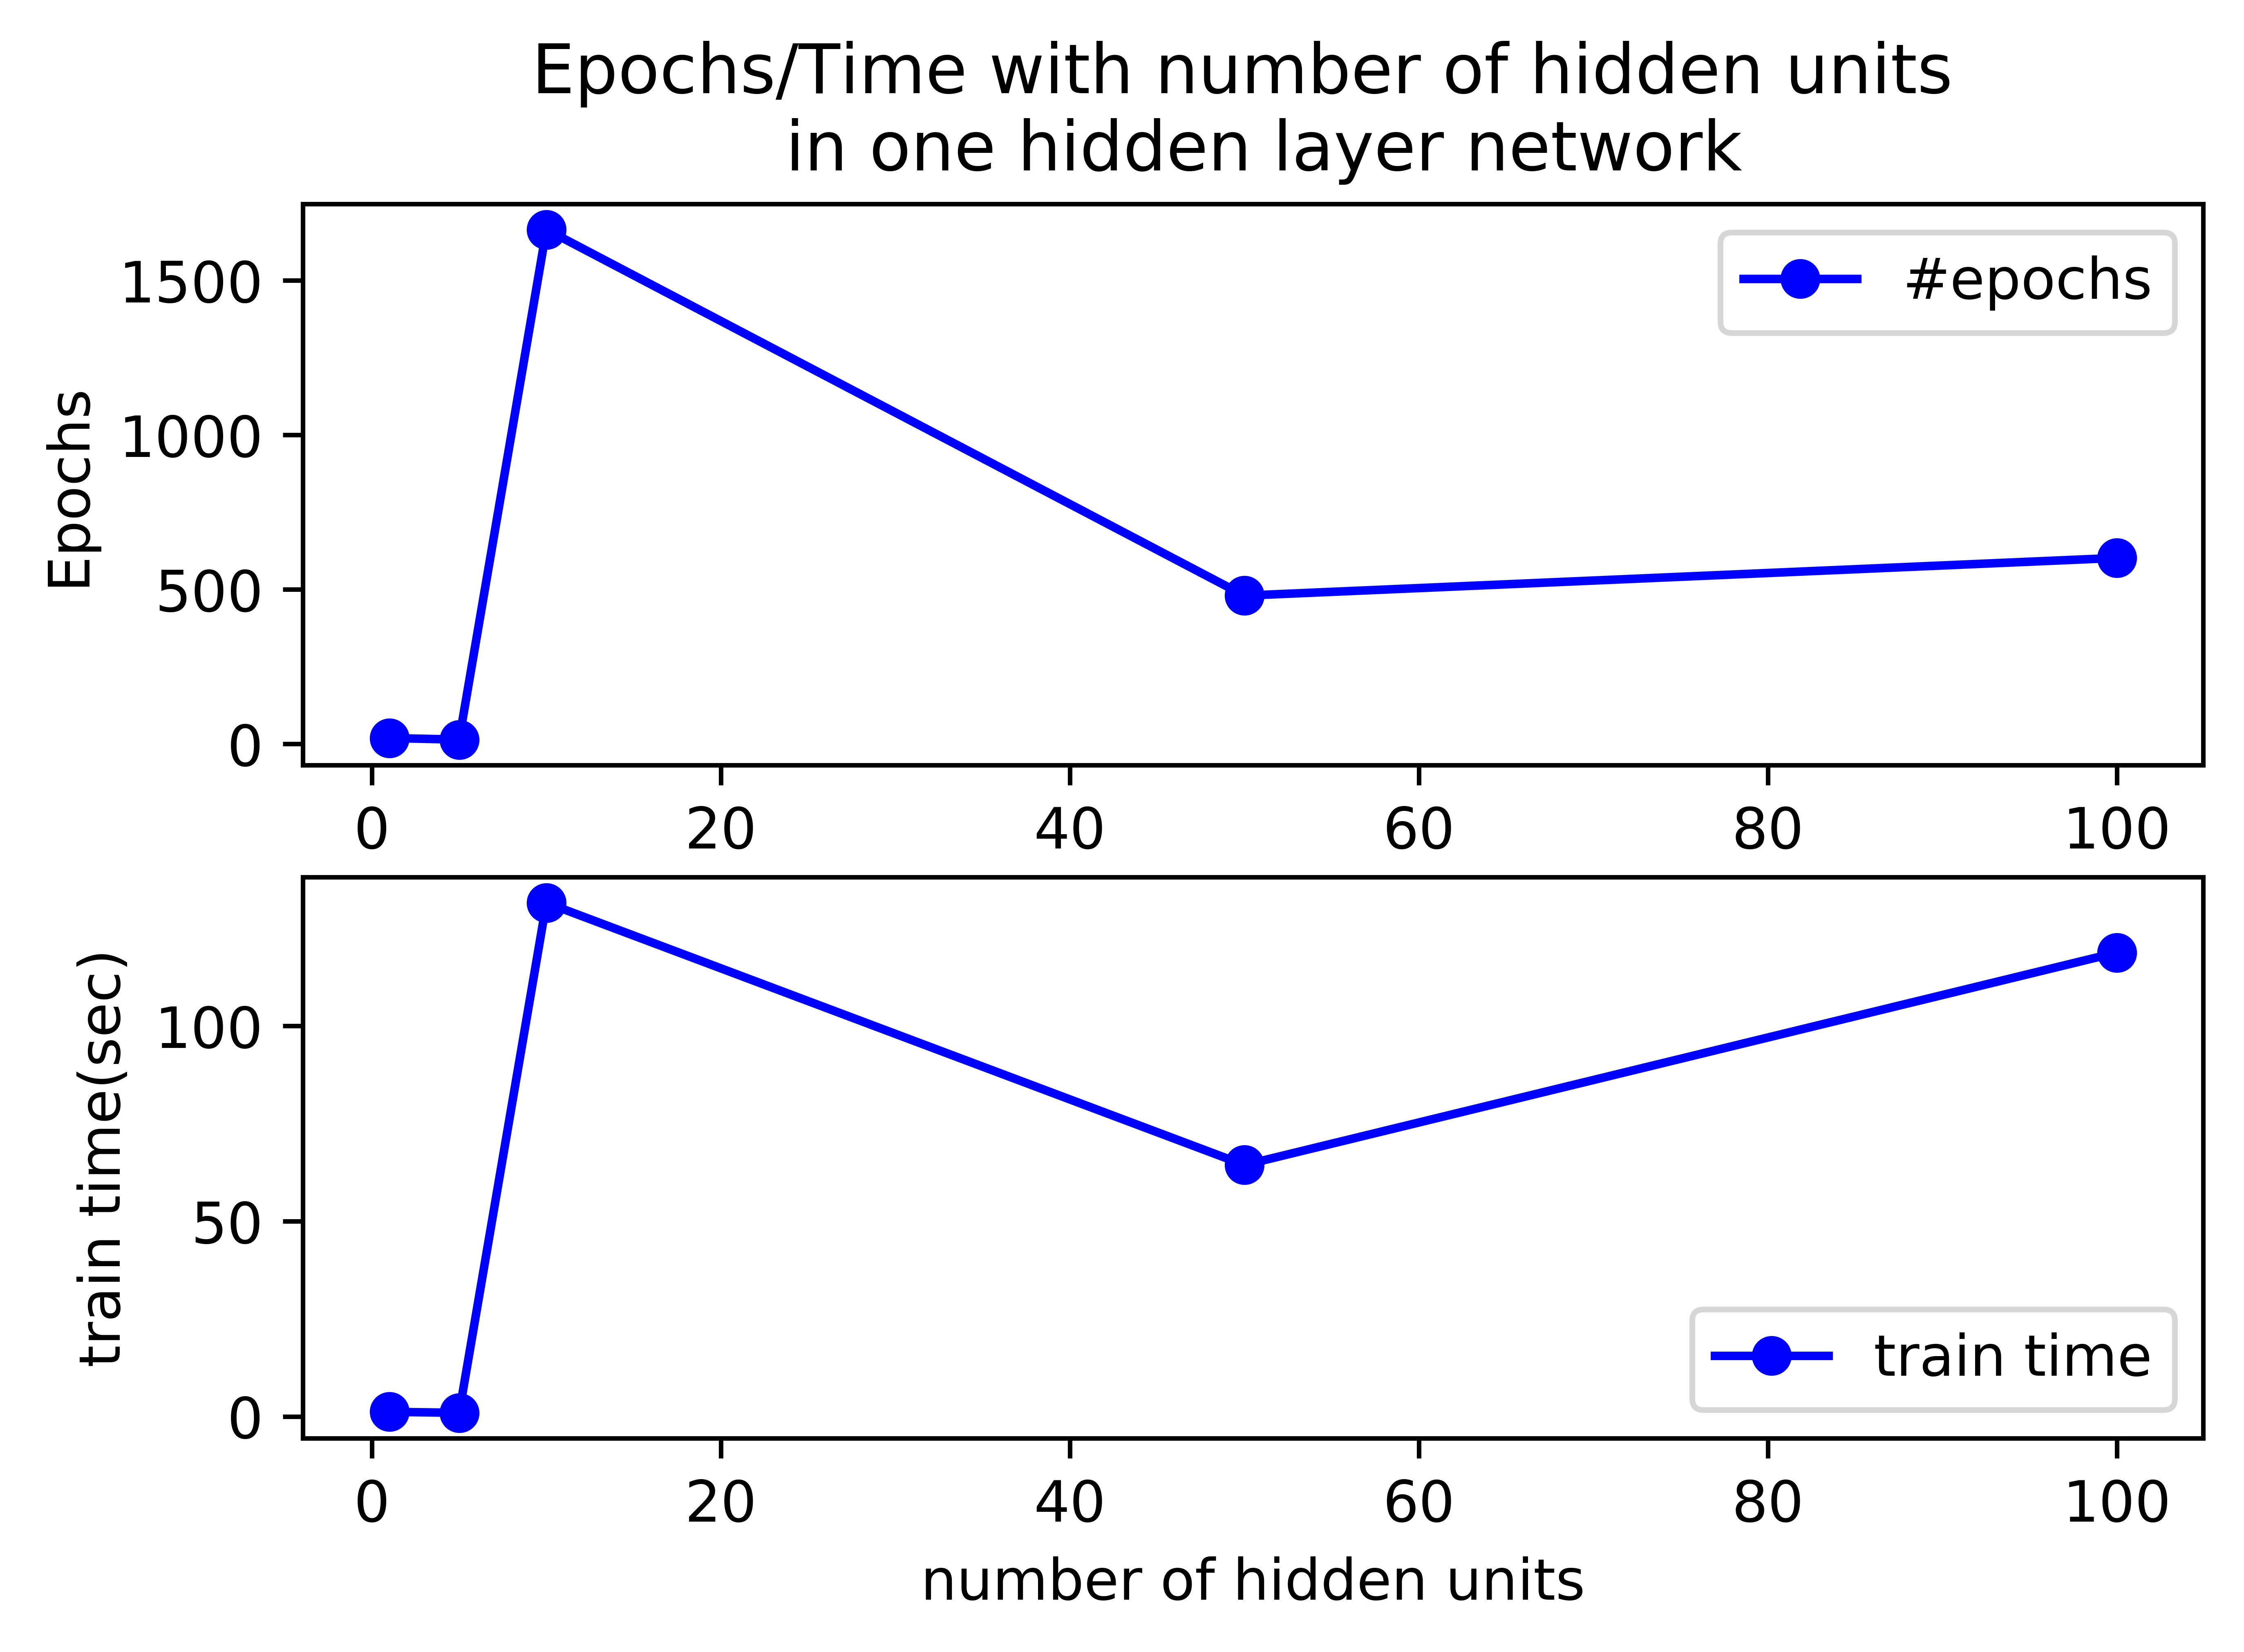 Epochs/Time with number of hidden units
in one hidden layer network
Epochs
1500
1000
500
0
#epochs
0 20 40 60 80 100
train time(sec)
100
50
0
train time
0 20 40 60 80 100
number of hidden units